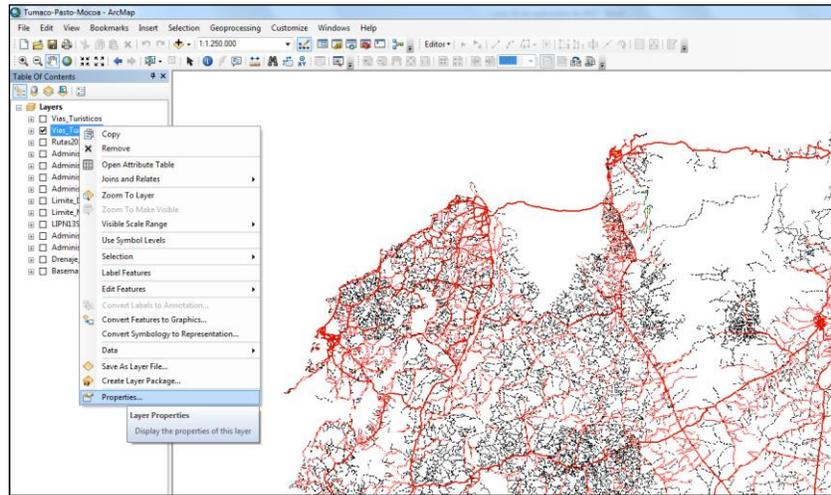 Tumaco-Pasto-Mocoa - ArcMap
File Edit View Bookmarks Insert Selection Geoprocessing Customize Windows Help
1:1.250.000
Editor
Table Of Contents
Layers
Vias_Turisticos
Vias_Tu
Rutas20
Adminis
Adminis
Adminis
Adminis
Limite_
Limite_
Adminis
Adminis
Drenaje_
Basema
Copy
Remove
Open Attribute Table
Joins and Relates
Zoom To Layer
Zoom To Make Visible
Visible Scale Range
Use Symbol Levels
Selection
Label Features
Edit Features
Convert Labels to Annotation...
Convert Features to Graphics...
Convert Symbology to Representation...
Data
Save As Layer File...
Create Layer Package...
Properties...
Layer Properties
Display the properties of this layer